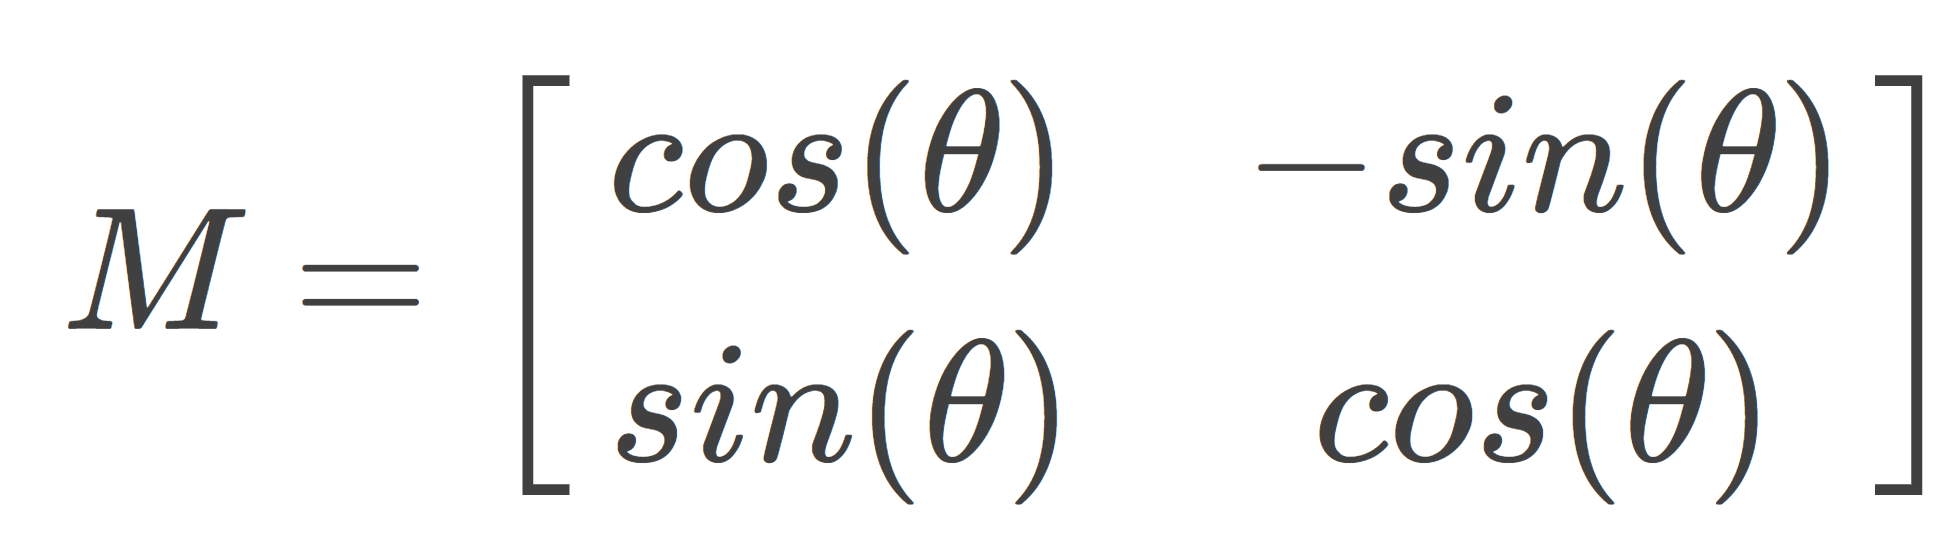 M = [ cos(θ) −sin(θ)
sin(θ) cos(θ) ]